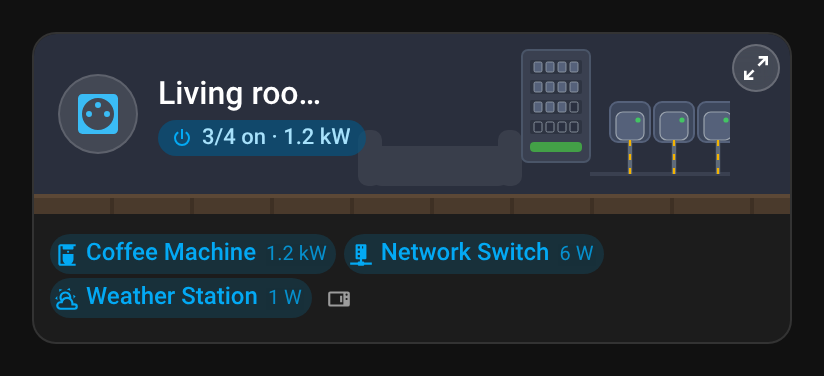 Living roo…
3/4 on · 1.2 kW
Coffee Machine 1.2 kW
Network Switch 6 W
Weather Station 1 W